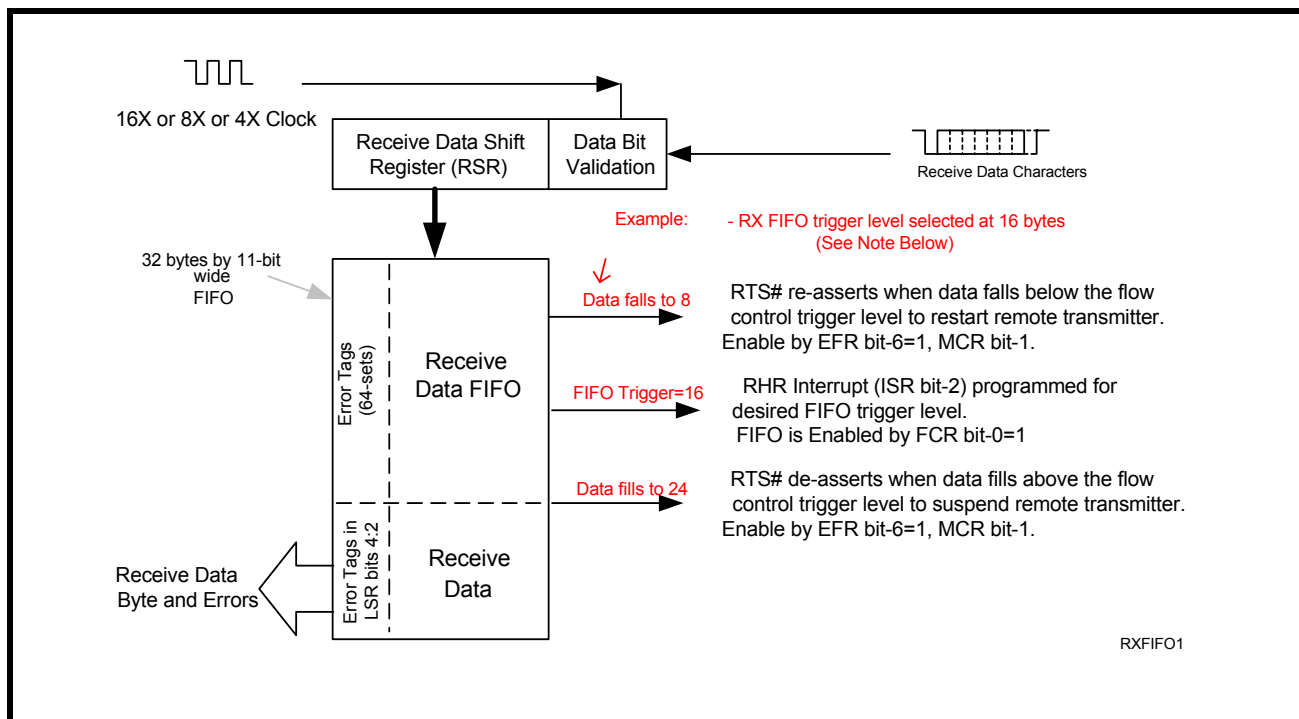 16X or 8X or 4X Clock
Receive Data Shift
Register (RSR)
Data Bit
Validation
Receive Data Characters
Example:
- RX FIFO trigger level selected at 16 bytes
(See Note Below)
32 bytes by 11-bit
wide
FIFO
Error Tags
(64-sets)
Receive
Data FIFO
Data falls to 8
RTS# re-asserts when data falls below the flow
control trigger level to restart remote transmitter.
Enable by EFR bit-6=1, MCR bit-1.
FIFO Trigger=16
RHR Interrupt (ISR bit-2) programmed for
desired FIFO trigger level.
FIFO is Enabled by FCR bit-0=1
Data fills to 24
RTS# de-asserts when data fills above the flow
control trigger level to suspend remote transmitter.
Enable by EFR bit-6=1, MCR bit-1.
Error Tags in
LSR bits 4:2
Receive
Data
Receive Data
Byte and Errors
RXFIFO1